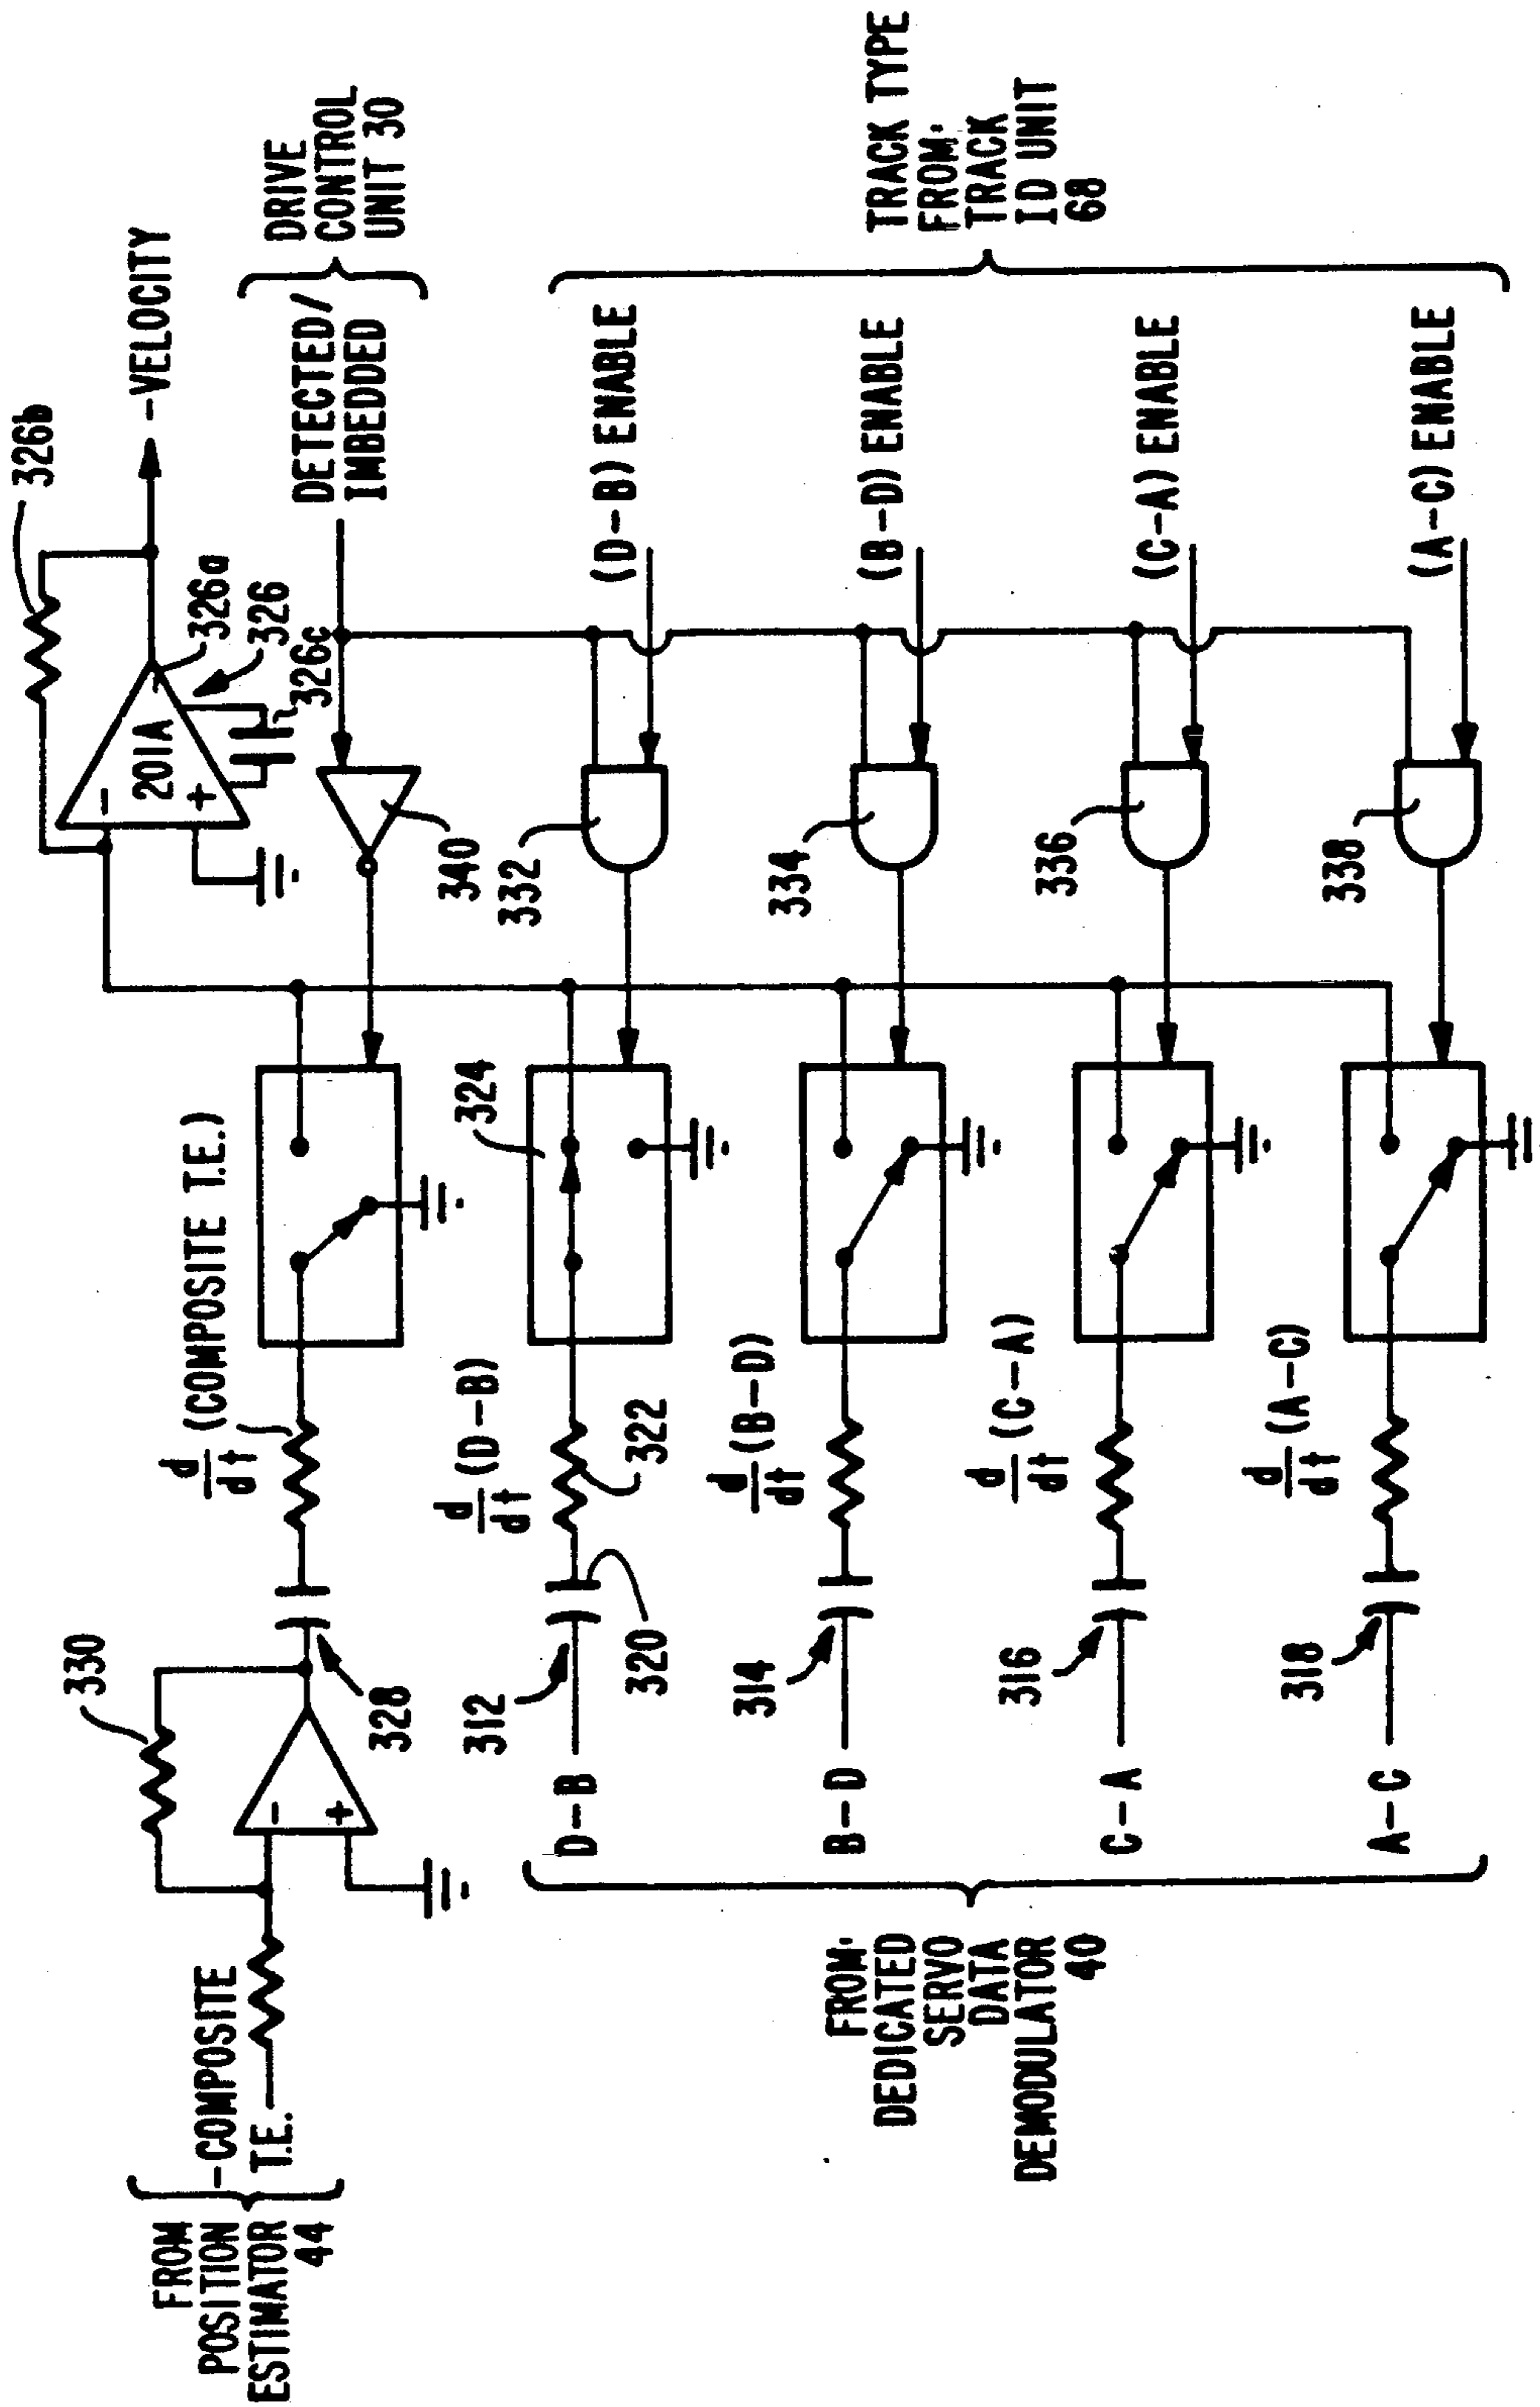 FROM
POSITION
ESTIMATOR
44
-COMPOSITE
T.E.
330
328
d/dt (COMPOSITE T.E.)
326b
201A
-
+
-
+
326a
326
326c
-VELOCITY
DETECTED/
IMBEDDED
DRIVE
CONTROL
UNIT 30
340
FROM:
DEDICATED
SERVO
DATA
DEMODULATOR
40
D-B
312
320
d/dt (D-B)
322
324
332
(D-B) ENABLE
B-D
314
d/dt (B-D)
334
(B-D) ENABLE
C-A
316
d/dt (C-A)
336
(C-A) ENABLE
A-C
318
d/dt (A-C)
338
(A-C) ENABLE
TRACK TYPE
FROM:
TRACK
ID UNIT
68